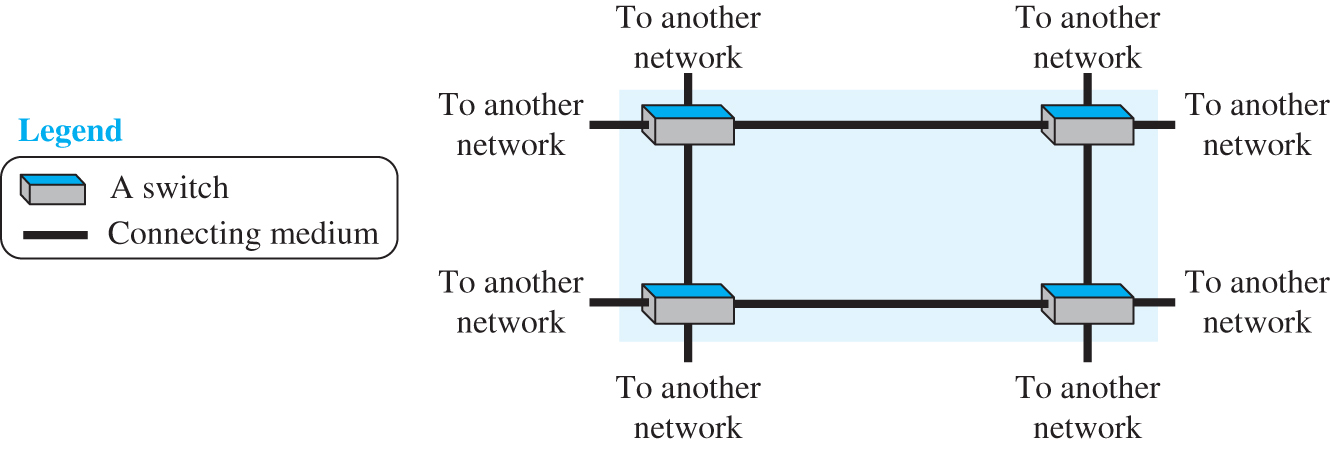 To another
network
To another
network
To another
network
To another
network
Legend
A switch
Connecting medium
To another
network
To another
network
To another
network
To another
network